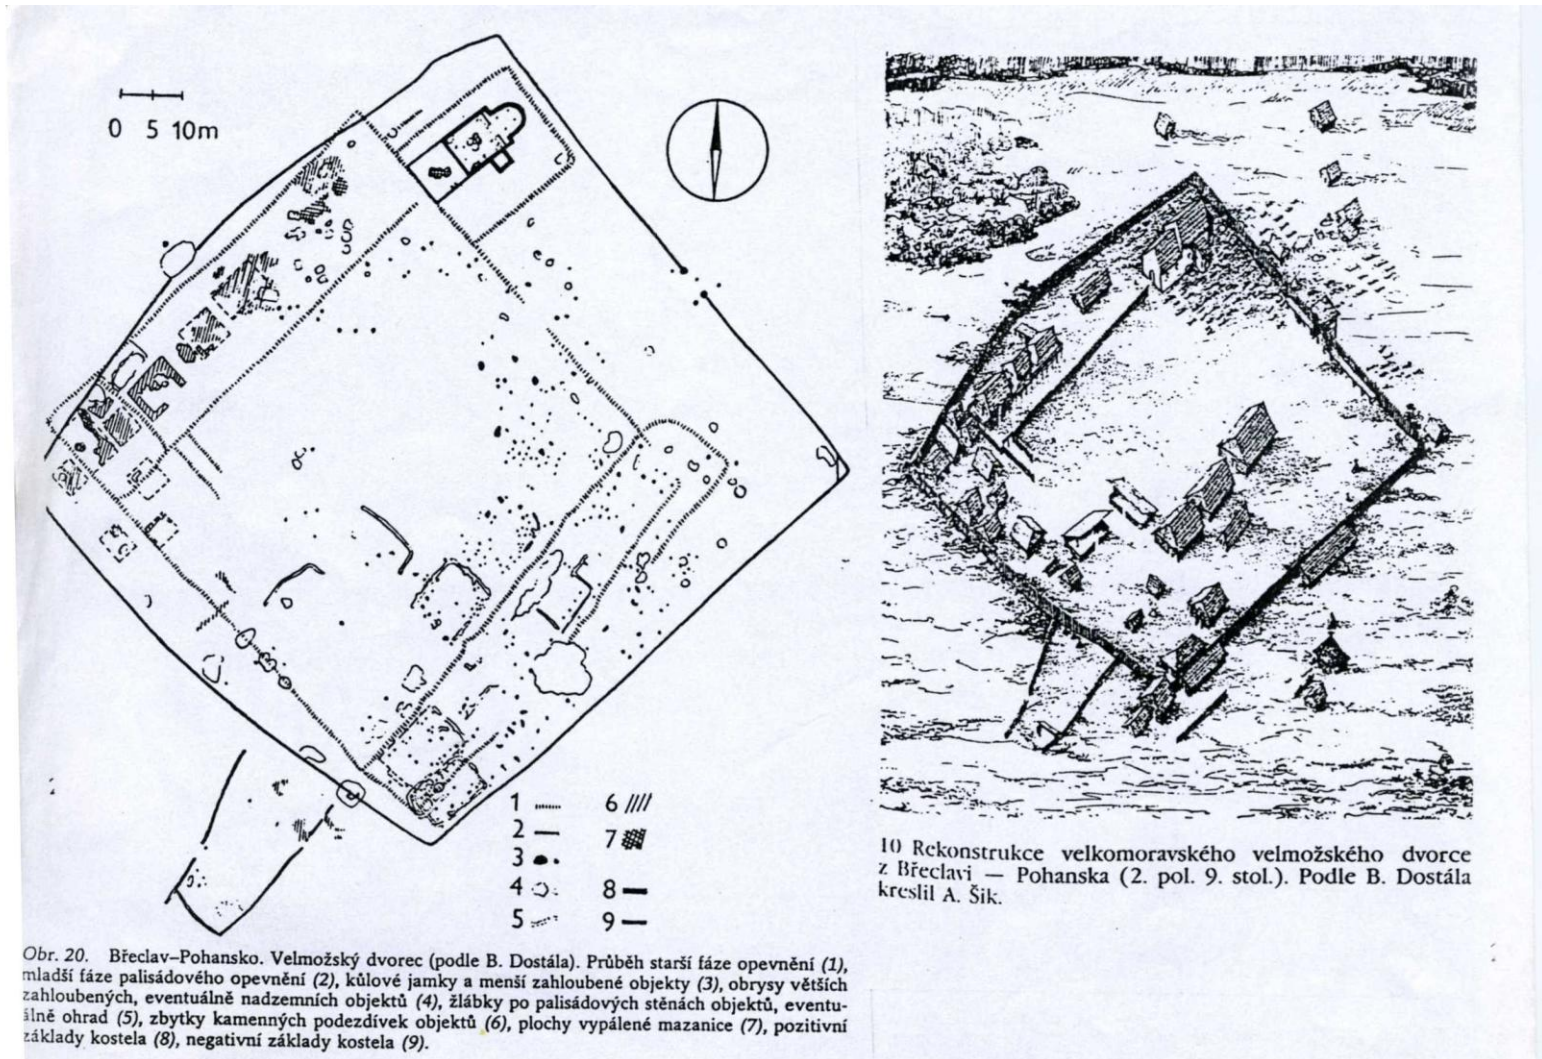 0 5 10m
1
2
3
4
5
6
7
8
9
Obr. 20. Břeclav–Pohansko. Velmožský dvorec (podle B. Dostála). Průběh starší fáze opevnění (1),
mladší fáze palisádového opevnění (2), kůlové jamky a menší zahloubené objekty (3), obrysy větších
zahloubených, eventuálně nadzemních objektů (4), žlábky po palisádových stěnách objektů, eventu-
álně ohrad (5), zbytky kamenných podezdívek objektů (6), plochy vypálené mazanice (7), pozitivní
základy kostela (8), negativní základy kostela (9).
10 Rekonstrukce velkomoravského velmožského dvorce
z Břeclavi — Pohanska (2. pol. 9. stol.). Podle B. Dostála
kreslil A. Šik.